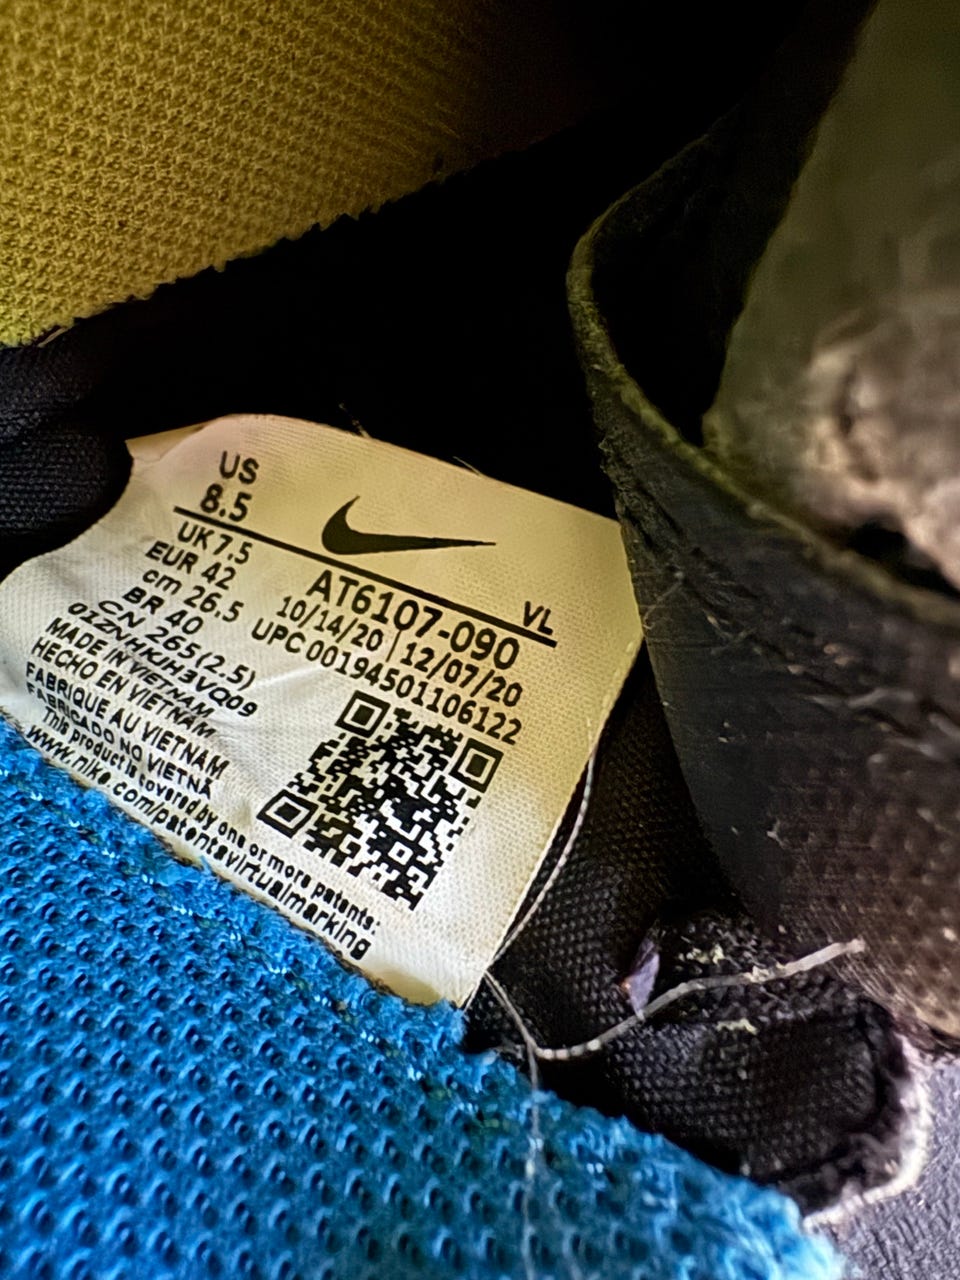 US
8.5
VL
UK 7.5
EUR 42
cm 26.5
BR 40
CN 265 (2.5)
AT6107-090
10/14/20 | 12/07/20
UPC 00194501106122
MADE IN VIETNAM
HECHO EN VIETNAM
FABRIQUE AU VIETNAM
FABRICADO NO VIETNÃ
This product is covered by one or more patents:
www.nike.com/patentavirtualmarking